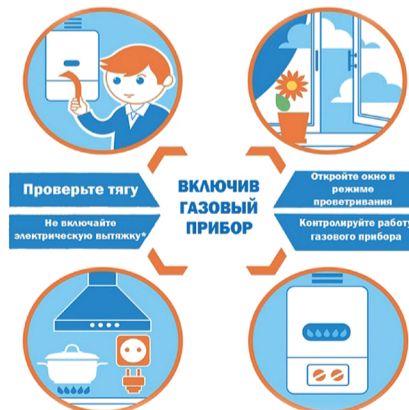 Проверьте тягу
Не включайте
электрическую вытяжку*
ВКЛЮЧИВ
ГАЗОВЫЙ
ПРИБОР
Откройте окно в
режиме
проветривания
Контролируйте работу
газового прибора